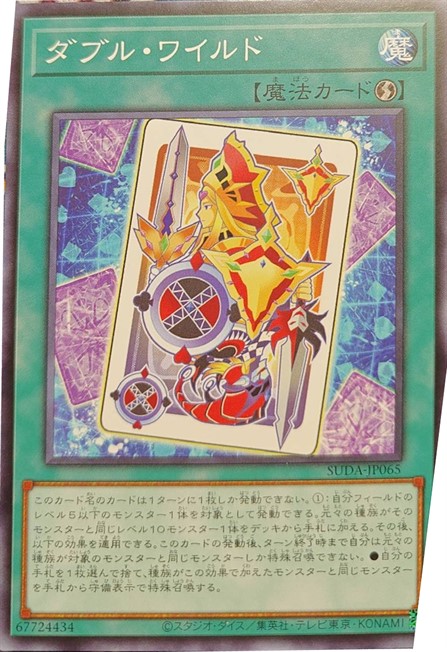 ダブル・ワイルド
魔
【魔法カード】
SUDA-JP065
このカード名のカードは1ターンに1枚しか発動できない。①:自分フィールドの
レベル5以下のモンスター1体を対象として発動できる。元々の種族がその
モンスターと同じレベル10モンスター1体をデッキから手札に加える。その後、
以下の効果を適用できる。このカードの発動後、ターン終了時まで自分は元々の
種族が対象のモンスターと同じモンスターしか特殊召喚できない。●自分の
手札を1枚選んで捨て、種族がこの効果で加えたモンスターと同じモンスター
を手札から守備表示で特殊召喚する。
67724434
©スタジオ・ダイス/集英社・テレビ東京・KONAMI